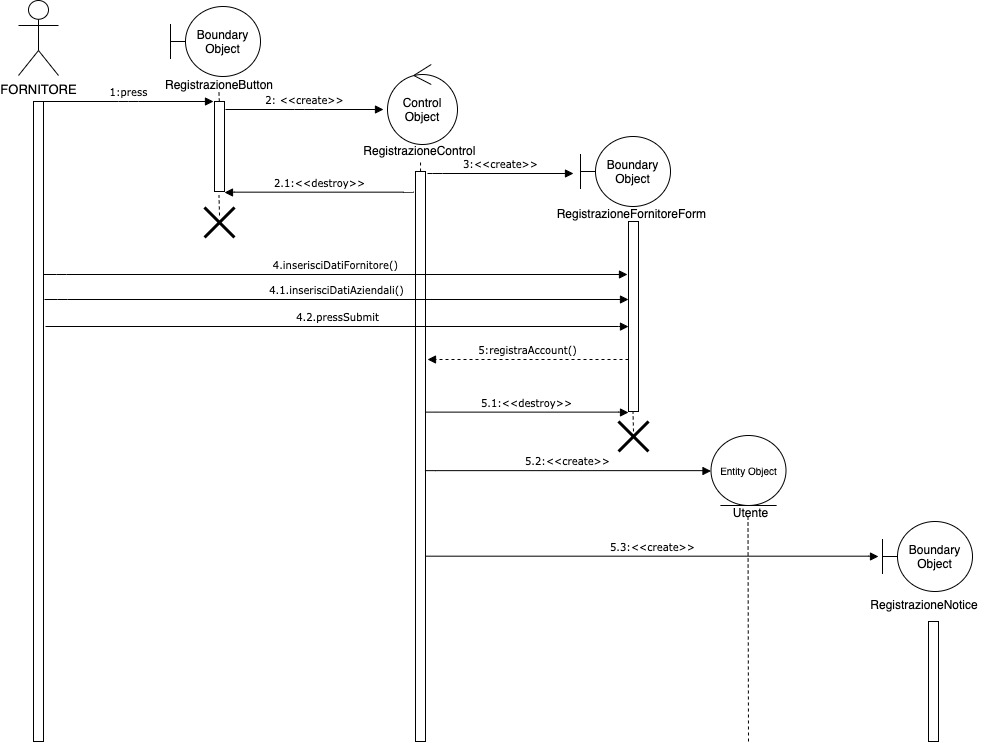 Boundary
Object
FORNITORE
RegistrazioneButton
1:press
2: <<create>>
Control
Object
RegistrazioneControl
3:<<create>>
Boundary
Object
2.1:<<destroy>>
RegistrazioneFornitoreForm
4.inserisciDatiFornitore()
4.1.inserisciDatiAziendali()
4.2.pressSubmit
5:registraAccount()
5.1:<<destroy>>
5.2:<<create>>
Entity Object
Utente
5.3:<<create>>
Boundary
Object
RegistrazioneNotice